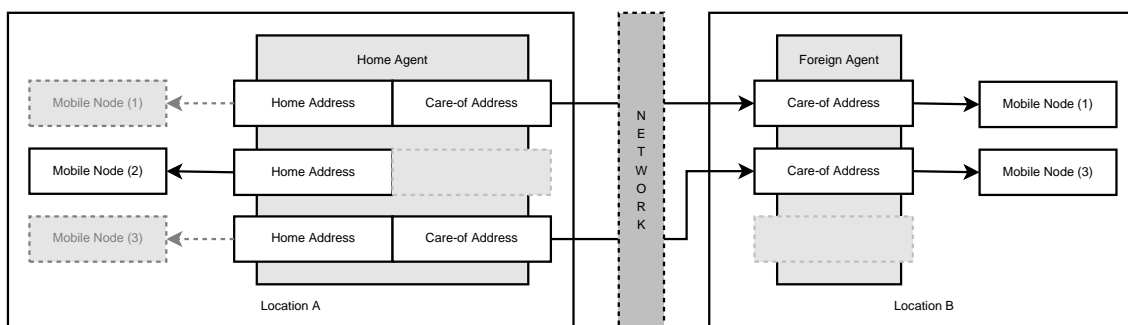 Home Agent
Mobile Node (1)
Home Address
Care-of Address
Mobile Node (2)
Home Address
Mobile Node (3)
Home Address
Care-of Address
Location A
NETWORK
Foreign Agent
Care-of Address
Mobile Node (1)
Care-of Address
Mobile Node (3)
Location B